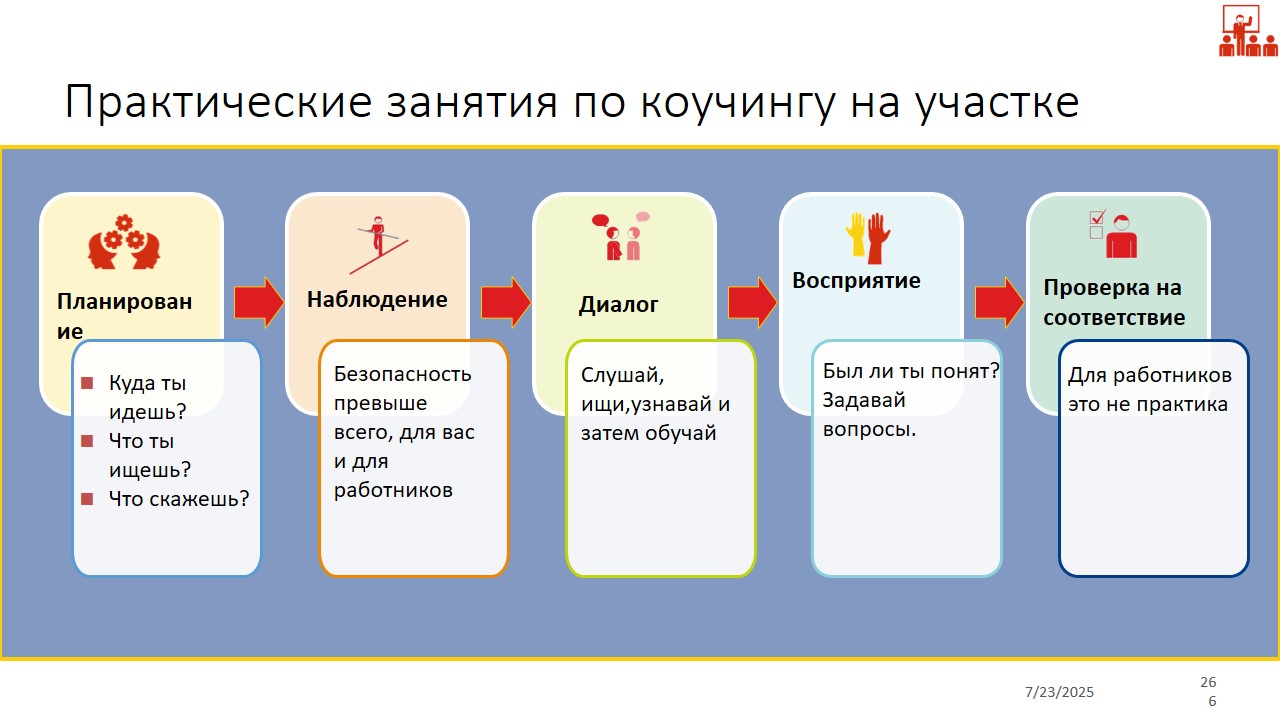 Практические занятия по коучингу на участке
Планирован
ие
Куда ты
идешь?
Что ты
ищешь?
Что скажешь?
Наблюдение
Безопасность
превыше
всего, для вас
и для
работников
Диалог
Слушай,
ищи,узнавай и
затем обучай
Восприятие
Был ли ты понят?
Задавай
вопросы.
Проверка на
соответствие
Для работников
это не практика
7/23/2025
26
6